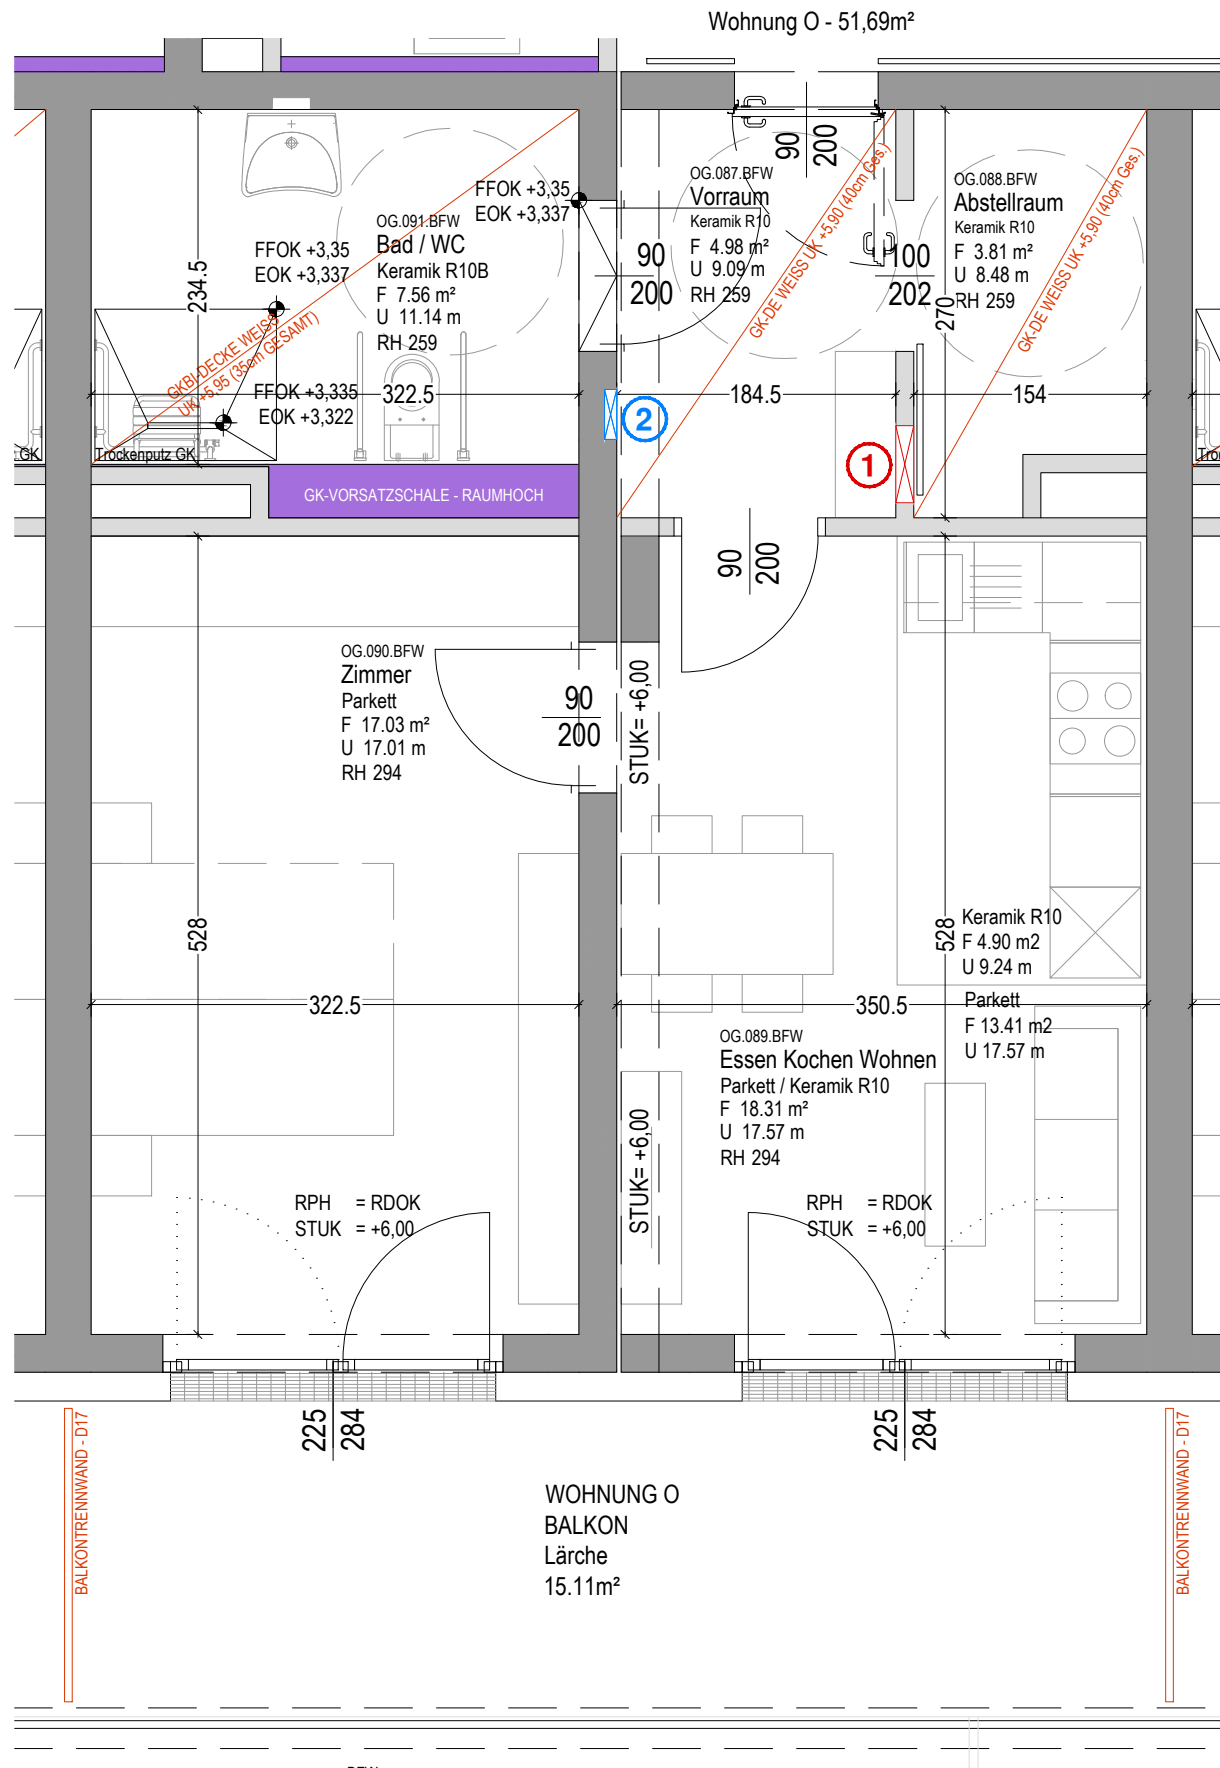 Wohnung O - 51,69m²
90
200
OG.087.BFW
Vorraum
Keramik R10
F 4.98 m²
U 9.09 m
RH 259
GK-DE WEISS UK +5,90 (40cm Ges.)
OG.088.BFW
Abstellraum
Keramik R10
F 3.81 m²
U 8.48 m
RH 259
GK-DE WEISS UK +5,90 (40cm Ges.)
FFOK +3,35
EOK +3,337
OG.091.BFW
Bad / WC
Keramik R10B
F 7.56 m²
U 11.14 m
RH 259
FFOK +3,35
EOK +3,337
234.5
90
200
100
202
270
GKBI-DECKE WEISS
UK +5,95 (35cm GESAMT)
FFOK +3,335
EOK +3,322
322.5
184.5
154
2
1
GK
Trockenputz GK
Tro
GK-VORSATZSCHALE - RAUMHOCH
90
200
OG.090.BFW
Zimmer
Parkett
F 17.03 m²
U 17.01 m
RH 294
90
200
STUK= +6,00
528
528
Keramik R10
F 4.90 m2
U 9.24 m
322.5
350.5
Parkett
F 13.41 m2
U 17.57 m
OG.089.BFW
Essen Kochen Wohnen
Parkett / Keramik R10
F 18.31 m²
U 17.57 m
RH 294
STUK= +6,00
RPH = RDOK
STUK = +6,00
RPH = RDOK
STUK = +6,00
225
284
225
284
BALKONTRENNWAND - D17
BALKONTRENNWAND - D17
WOHNUNG O
BALKON
Lärche
15.11m²